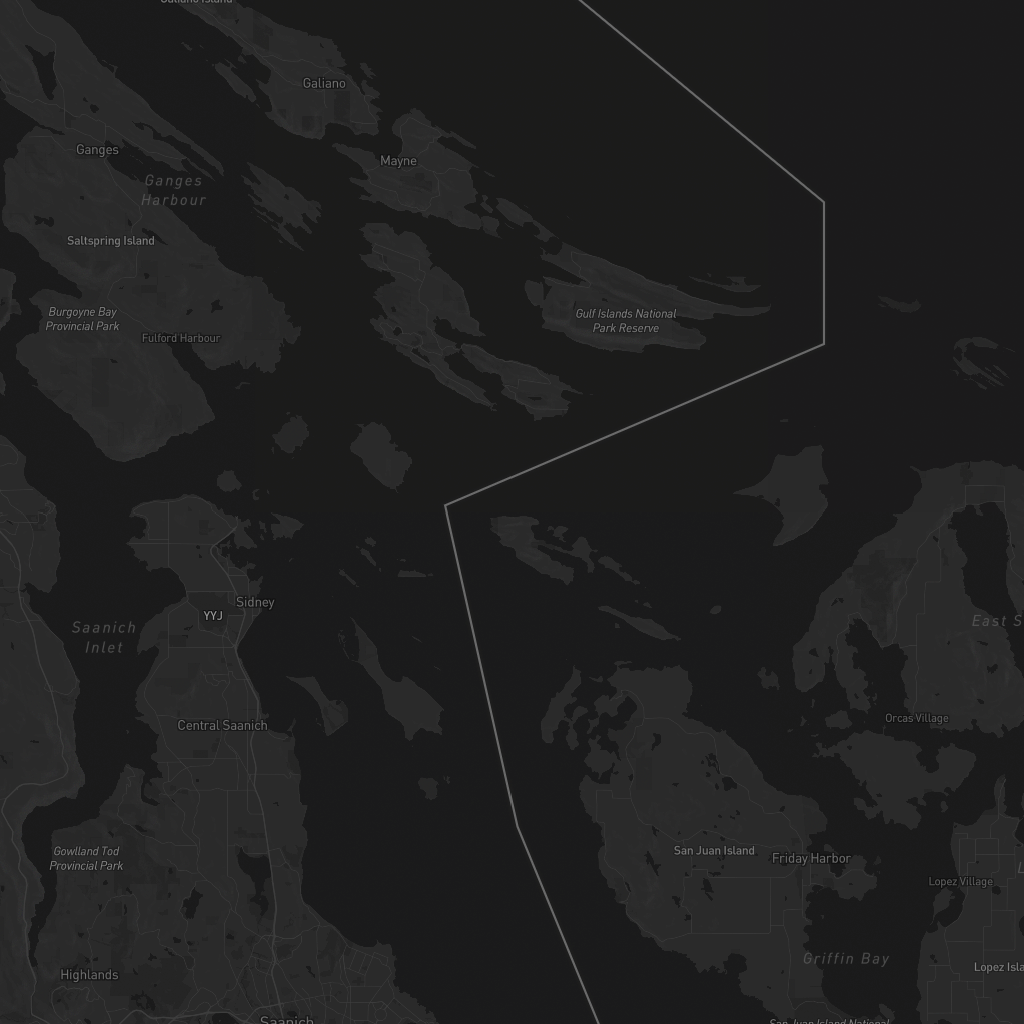 Galiano Island
Galiano
Ganges
Mayne
Ganges
Harbour
Saltspring Island
Burgoyne Bay
Provincial Park
Gulf Islands National
Park Reserve
Fulford Harbour
Sidney
YYJ
Saanich
Inlet
East S
Central Saanich
Orcas Village
Gowlland Tod
Provincial Park
San Juan Island
Friday Harbor
Lopez Village
L
Griffin Bay
Highlands
Lopez Isla
Saanich
San Juan Island National